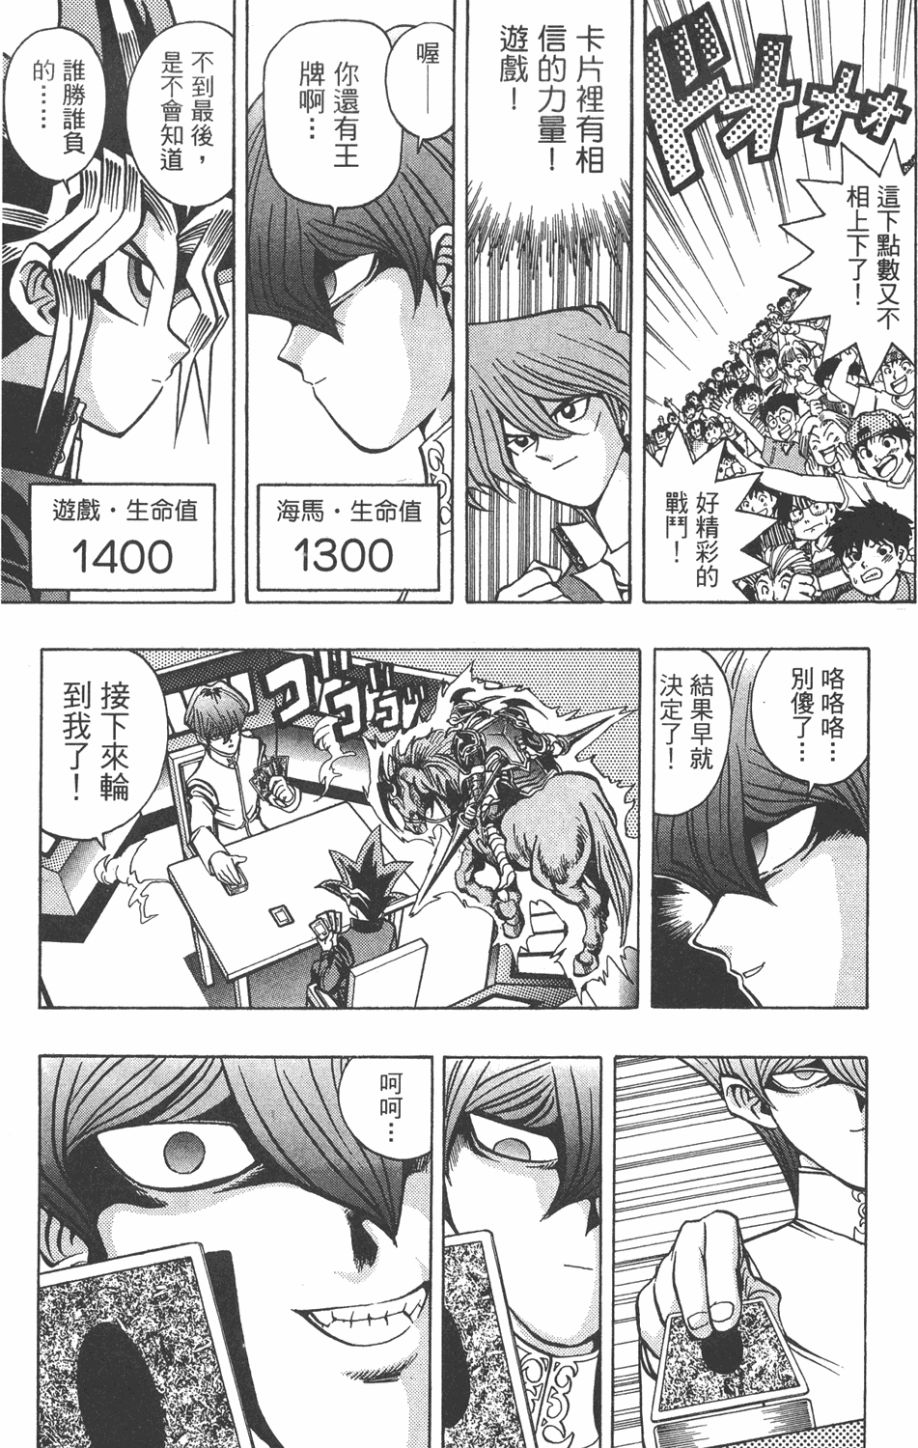 ドオオオ
這下點數又不
相上下了！
好精彩的
戰鬥！
卡片裡有相
信的力量！
遊戲！
喔——
你還有王
牌啊…
海馬・生命值
1300
不到最後，
是不會知道
誰勝誰負
的……
遊戲・生命值
1400
咯咯咯…
別傻了…
結果早就
決定了！
ゴゴゴゴ
接下來輪
到我了！
呵呵…